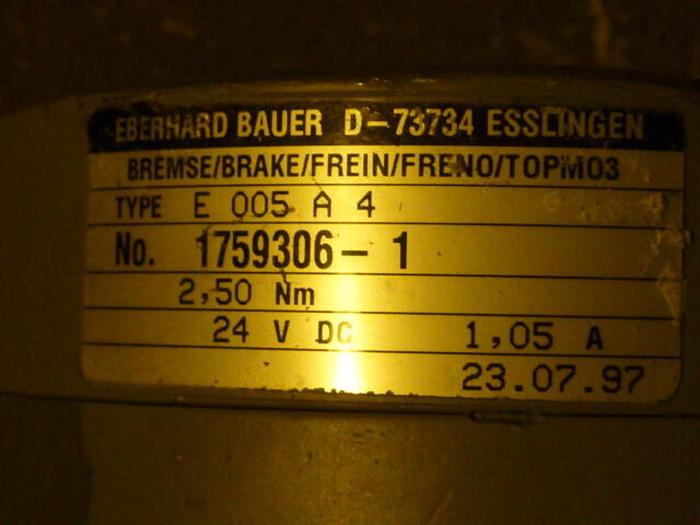 EBERHARD BAUER D-73734 ESSLINGEN
BREMSE/BRAKE/FREIN/FRENO/ТОРМОЗ
TYPE E 005 A 4
No. 1759306-1
2,50 Nm
24 V DC 1,05 A
23.07.97